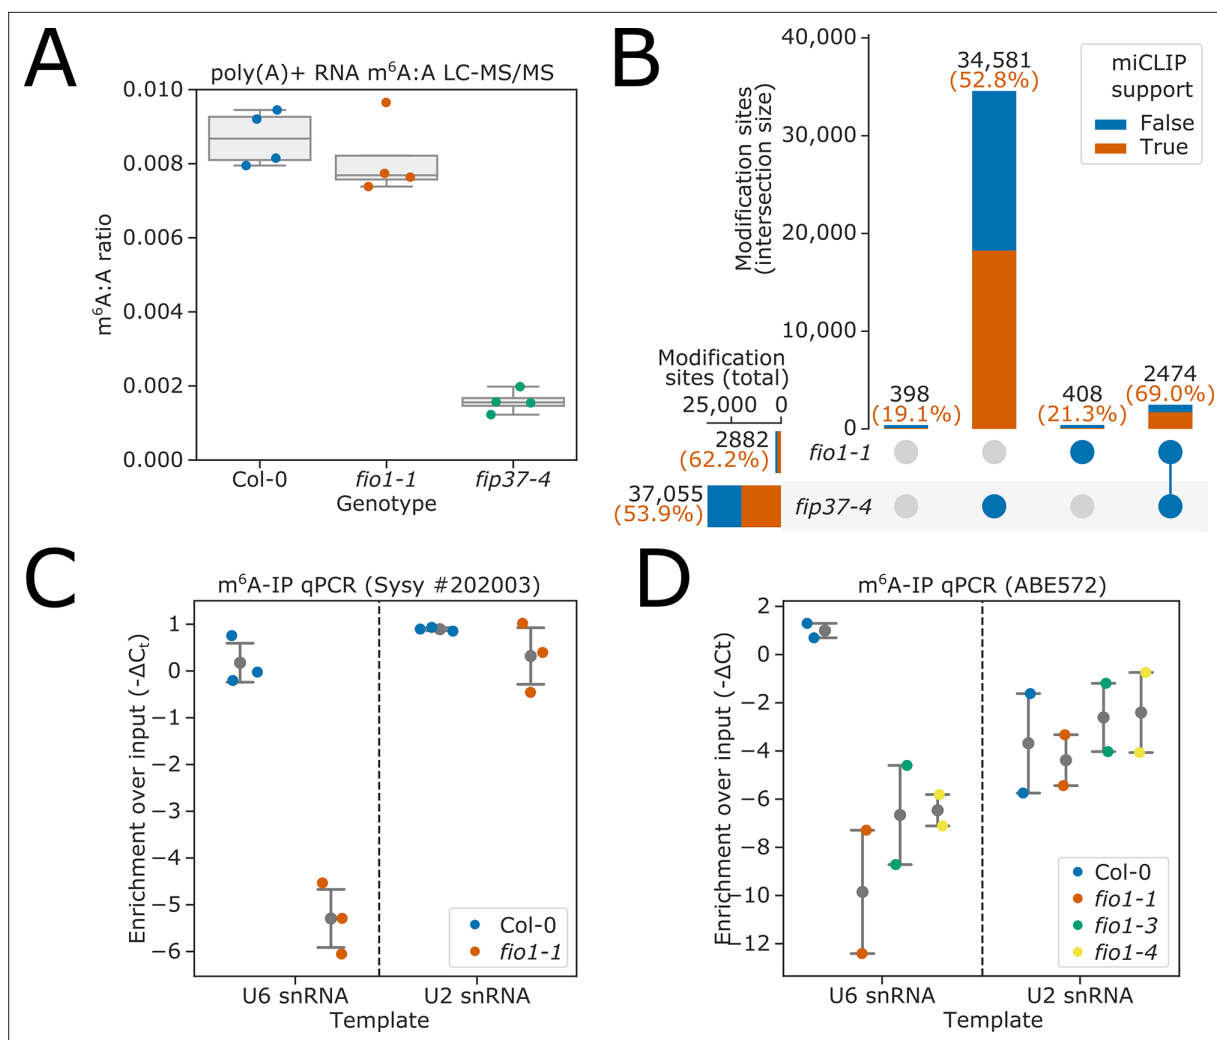 A
poly(A)+ RNA m⁶A:A LC-MS/MS
0.010
0.008
0.006
0.004
0.002
0.000
m⁶A:A ratio
Col-0
fio1-1
fip37-4
Genotype
B
40,000
30,000
20,000
10,000
0
Modification sites
(intersection size)
miCLIP
support
False
True
34,581
(52.8%)
398
(19.1%)
408
(21.3%)
2474
(69.0%)
Modification
sites (total)
25,000
0
2882
(62.2%)
37,055
(53.9%)
fio1-1
fip37-4
C
m⁶A-IP qPCR (Sysy #202003)
1
0
−1
−2
−3
−4
−5
−6
Enrichment over input (-ΔCₜ)
Col-0
fio1-1
U6 snRNA
U2 snRNA
Template
D
m⁶A-IP qPCR (ABE572)
2
0
−2
−4
−6
−8
−10
−12
Enrichment over input (-ΔCt)
Col-0
fio1-1
fio1-3
fio1-4
U6 snRNA
U2 snRNA
Template